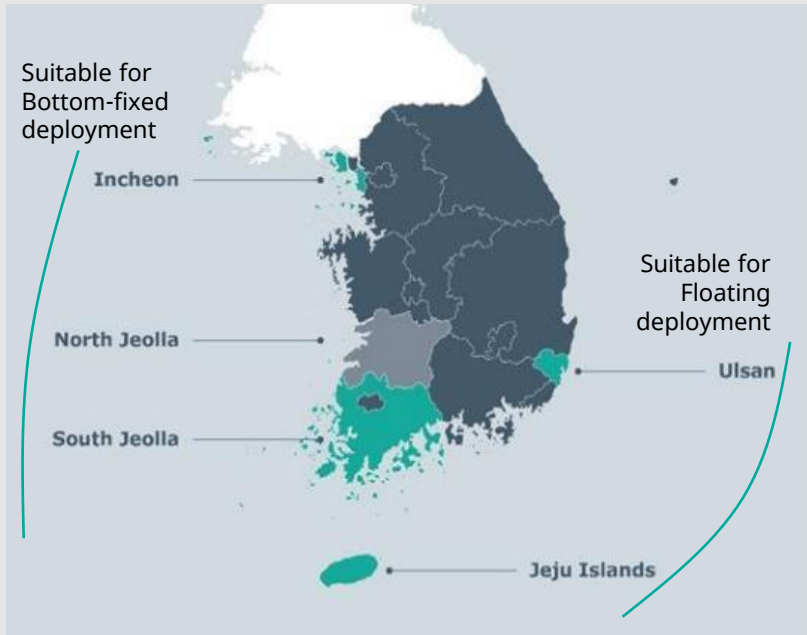 Suitable for
Bottom-fixed
deployment
Incheon
Suitable for
Floating
deployment
North Jeolla
Ulsan
South Jeolla
Jeju Islands